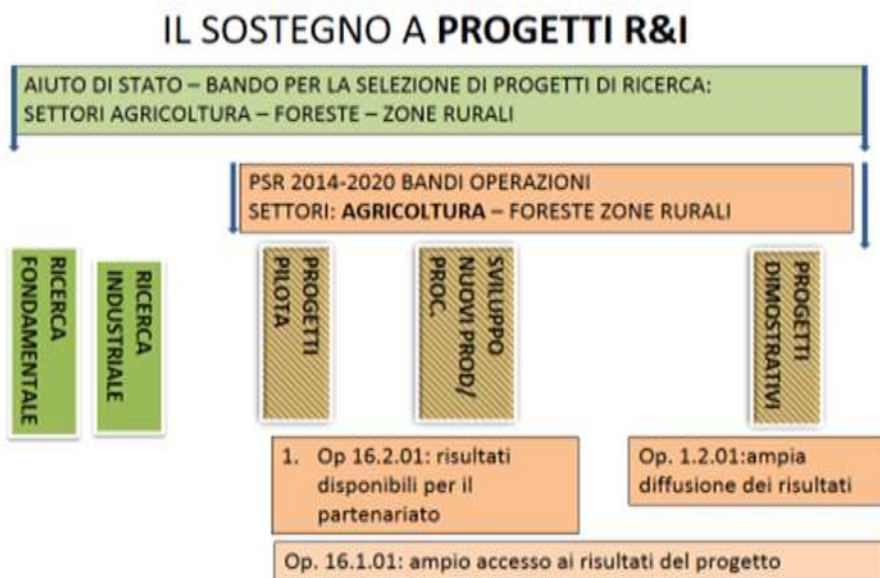 IL SOSTEGNO A PROGETTI R&I
AIUTO DI STATO – BANDO PER LA SELEZIONE DI PROGETTI DI RICERCA:
SETTORI AGRICOLTURA – FORESTE – ZONE RURALI
PSR 2014-2020 BANDI OPERAZIONI
SETTORI: AGRICOLTURA – FORESTE ZONE RURALI
RICERCA
FONDAMENTALE
RICERCA
INDUSTRIALE
PROGETTI
PILOTA
SVILUPPO
NUOVI PROD/
PROC.
PROGETTI
DIMOSTRATIVI
1. Op 16.2.01: risultati
disponibili per il
partenariato
Op. 1.2.01:ampia
diffusione dei risultati
Op. 16.1.01: ampio accesso ai risultati del progetto